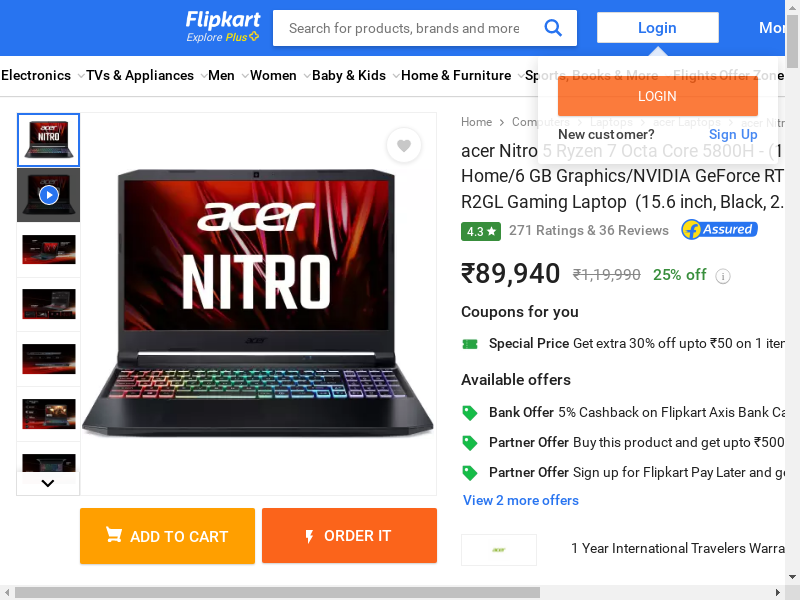 Flipkart
Explore Plus
Search for products, brands and more
Login
Electronics
TVs & Appliances
Men
Women
Baby & Kids
Home & Furniture
Sports, Books & More
Flights
Offer Zone
LOGIN
New customer?
Sign Up
Home
Computers
Laptops
acer Laptops
acer Nitr
acer Nitro 5 Ryzen 7 Octa Core 5800H - (1
Home/6 GB Graphics/NVIDIA GeForce RT
R2GL Gaming Laptop (15.6 inch, Black, 2.
4.3
271 Ratings & 36 Reviews
Assured
₹89,940
₹1,19,990
25% off
Coupons for you
Special Price Get extra 30% off upto ₹50 on 1 iten
Available offers
Bank Offer 5% Cashback on Flipkart Axis Bank Ca
Partner Offer Buy this product and get upto ₹500
Partner Offer Sign up for Flipkart Pay Later and ge
View 2 more offers
acer
1 Year International Travelers Warra
acer
NITRO
acer
NITRO
acer
ADD TO CART
ORDER IT